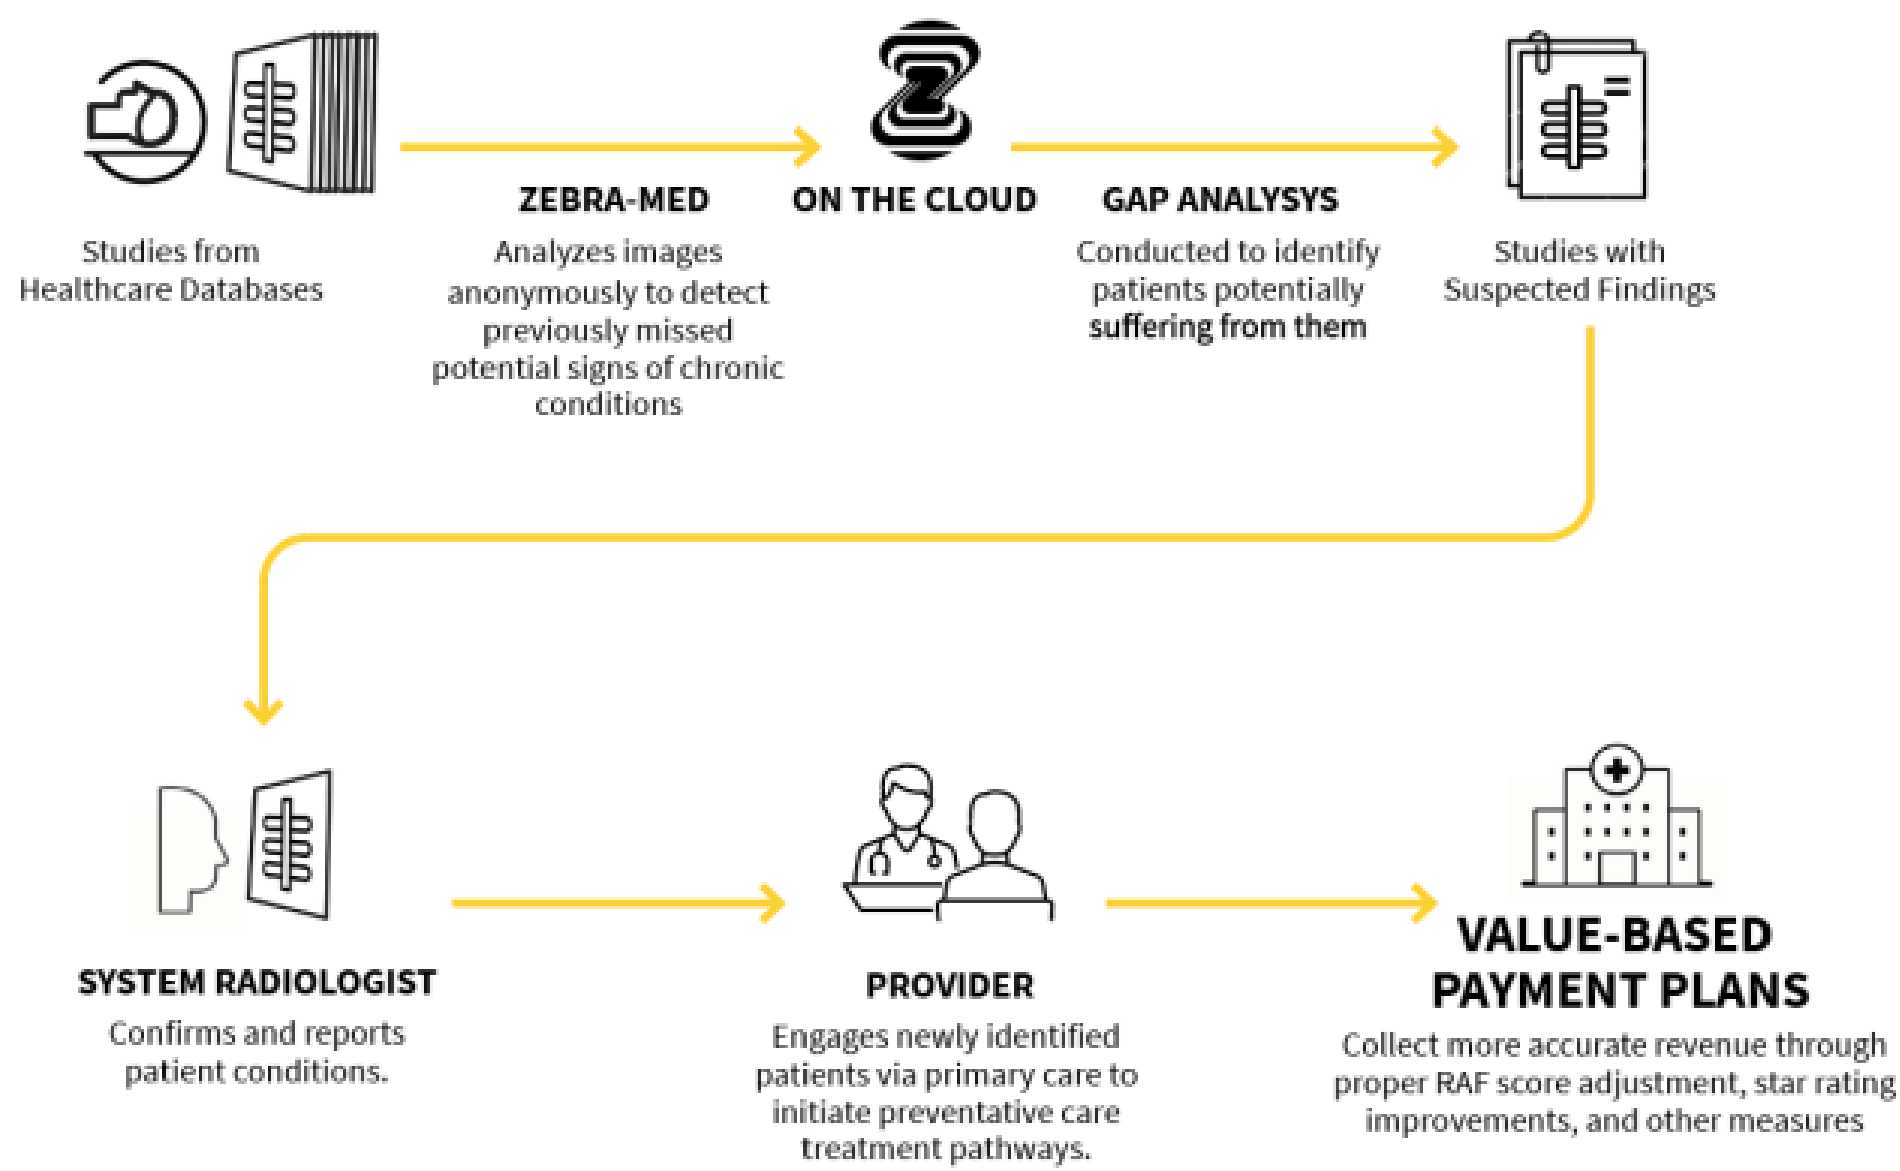 Studies from
Healthcare Databases
ZEBRA-MED
Analyzes images
anonymously to detect
previously missed
potential signs of chronic
conditions
Z
ON THE CLOUD
GAP ANALYSYS
Conducted to identify
patients potentially
suffering from them
Studies with
Suspected Findings
SYSTEM RADIOLOGIST
Confirms and reports
patient conditions.
PROVIDER
Engages newly identified
patients via primary care to
initiate preventative care
treatment pathways.
VALUE-BASED
PAYMENT PLANS
Collect more accurate revenue through
proper RAF score adjustment, star rating
improvements, and other measures